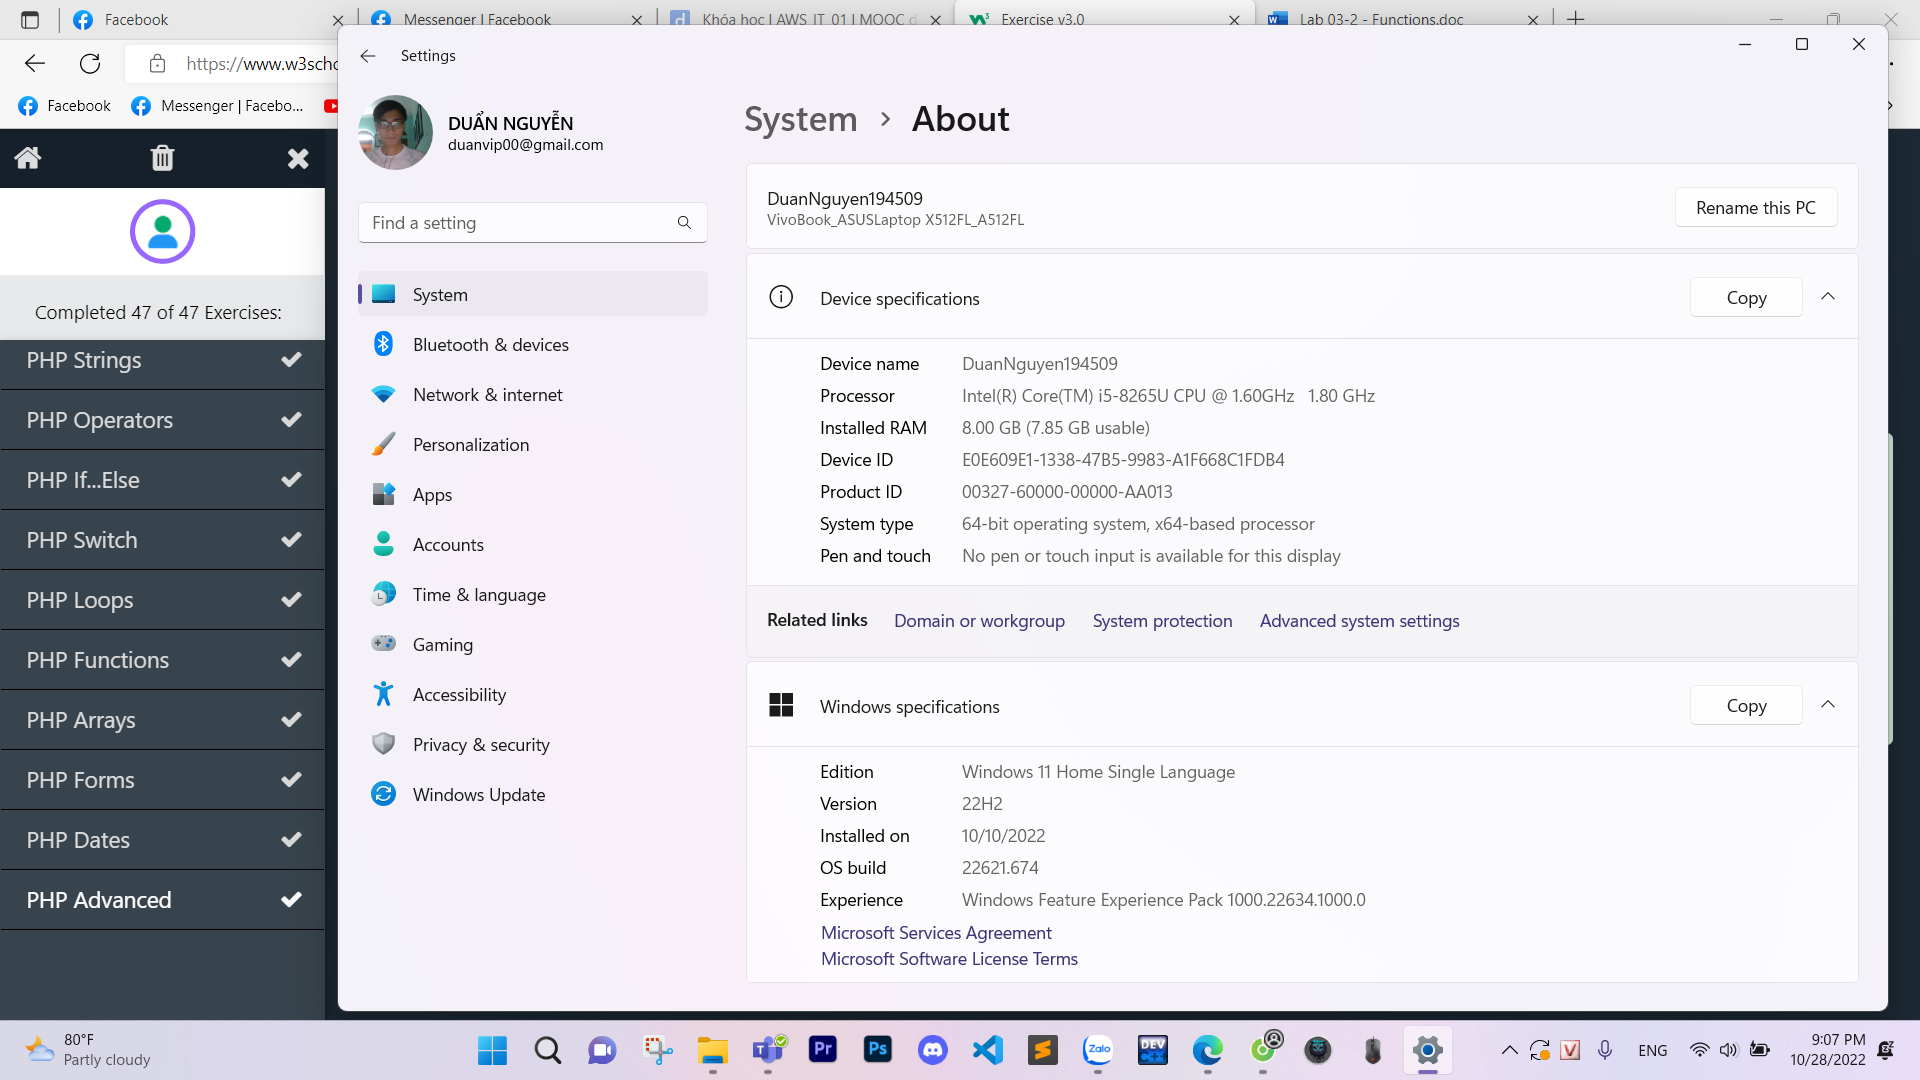 Facebook
Messenger | Facebook
Khóa học | AWS_IT_01 | MOOC d
Exercise v3.0
Lab 03-2 - Functions.doc
https://www.w3scho
Facebook
Messenger | Facebo...
Completed 47 of 47 Exercises:
PHP Strings
PHP Operators
PHP If...Else
PHP Switch
PHP Loops
PHP Functions
PHP Arrays
PHP Forms
PHP Dates
PHP Advanced
Settings
DUẨN NGUYỄN
duanvip00@gmail.com
Find a setting
System
Bluetooth & devices
Network & internet
Personalization
Apps
Accounts
Time & language
Gaming
Accessibility
Privacy & security
Windows Update
System > About
DuanNguyen194509
VivoBook_ASUSLaptop X512FL_A512FL
Rename this PC
Device specifications
Copy
Device name DuanNguyen194509
Processor Intel(R) Core(TM) i5-8265U CPU @ 1.60GHz 1.80 GHz
Installed RAM 8.00 GB (7.85 GB usable)
Device ID E0E609E1-1338-47B5-9983-A1F668C1FDB4
Product ID 00327-60000-00000-AA013
System type 64-bit operating system, x64-based processor
Pen and touch No pen or touch input is available for this display
Related links Domain or workgroup System protection Advanced system settings
Windows specifications
Copy
Edition Windows 11 Home Single Language
Version 22H2
Installed on 10/10/2022
OS build 22621.674
Experience Windows Feature Experience Pack 1000.22634.1000.0
Microsoft Services Agreement
Microsoft Software License Terms
80°F
Partly cloudy
Pr
Ps
Zalo
DEV
ENG
9:07 PM
10/28/2022